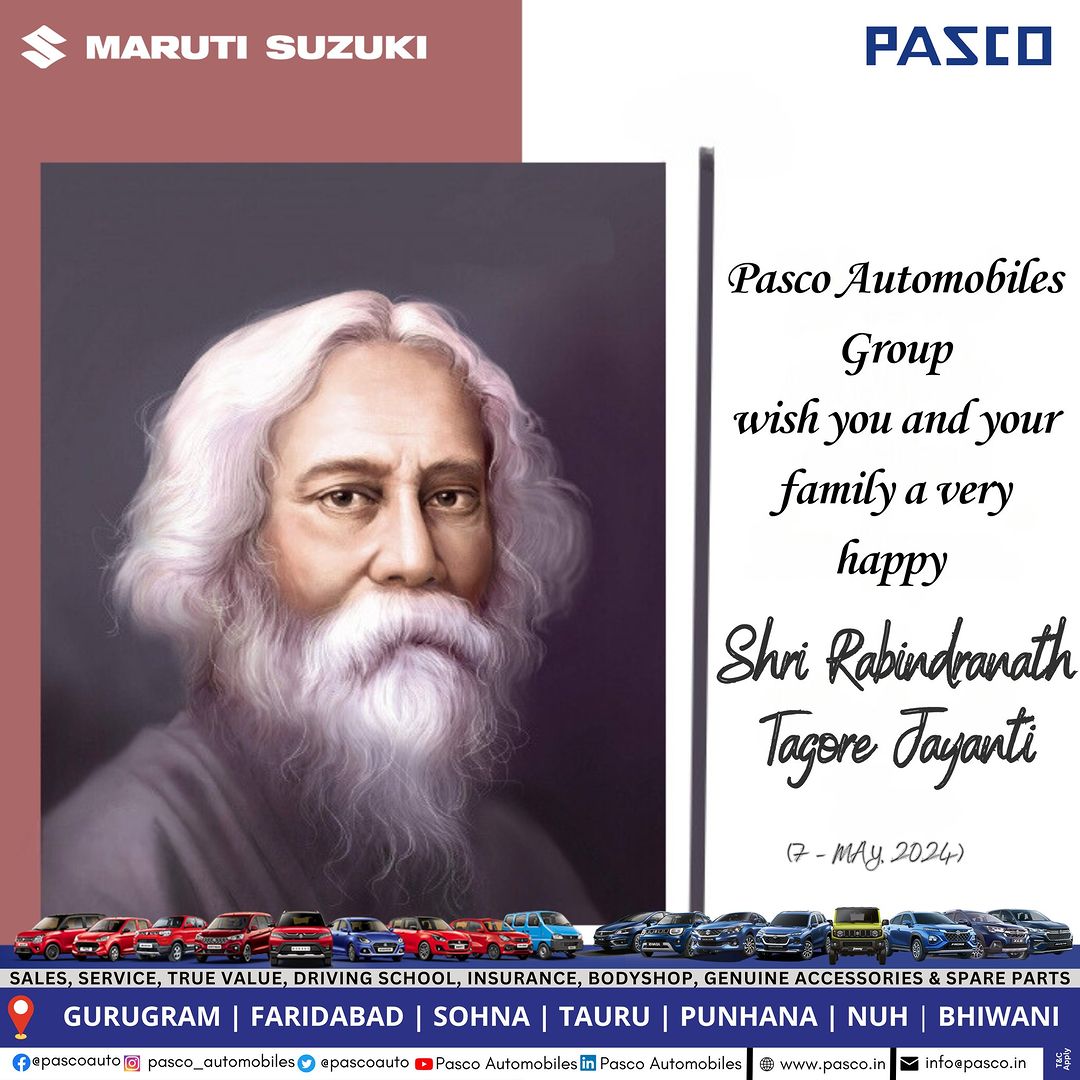 MARUTI SUZUKI
PASCO
Pasco Automobiles
Group
wish you and your
family a very
happy
Shri Rabindranath
Tagore Jayanti
(7 - MAY, 2024)
SALES, SERVICE, TRUE VALUE, DRIVING SCHOOL, INSURANCE, BODYSHOP, GENUINE ACCESSORIES & SPARE PARTS
GURUGRAM | FARIDABAD | SOHNA | TAURU | PUNHANA | NUH | BHIWANI
@pascoauto pasco_automobiles @pascoauto Pasco Automobiles Pasco Automobiles www.pasco.in info@pasco.in
T&C
Apply